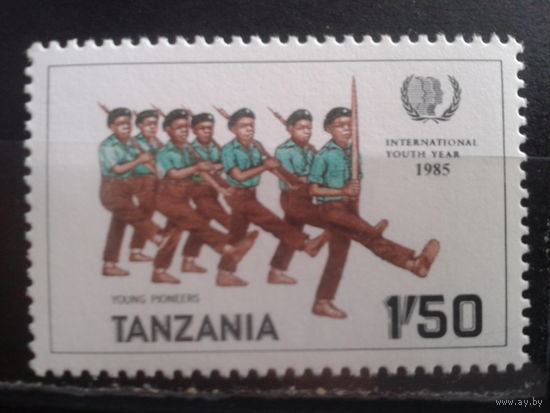 INTERNATIONAL
YOUTH YEAR
1985
YOUNG PIONEERS
TANZANIA
1/50
© www.ay.by